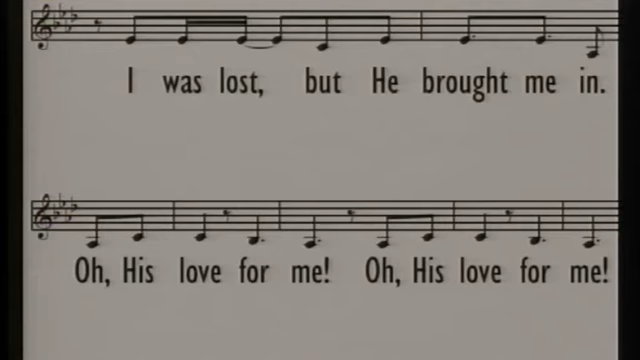 I was lost, but He brought me in.
Oh, His love for me! Oh, His love for me!